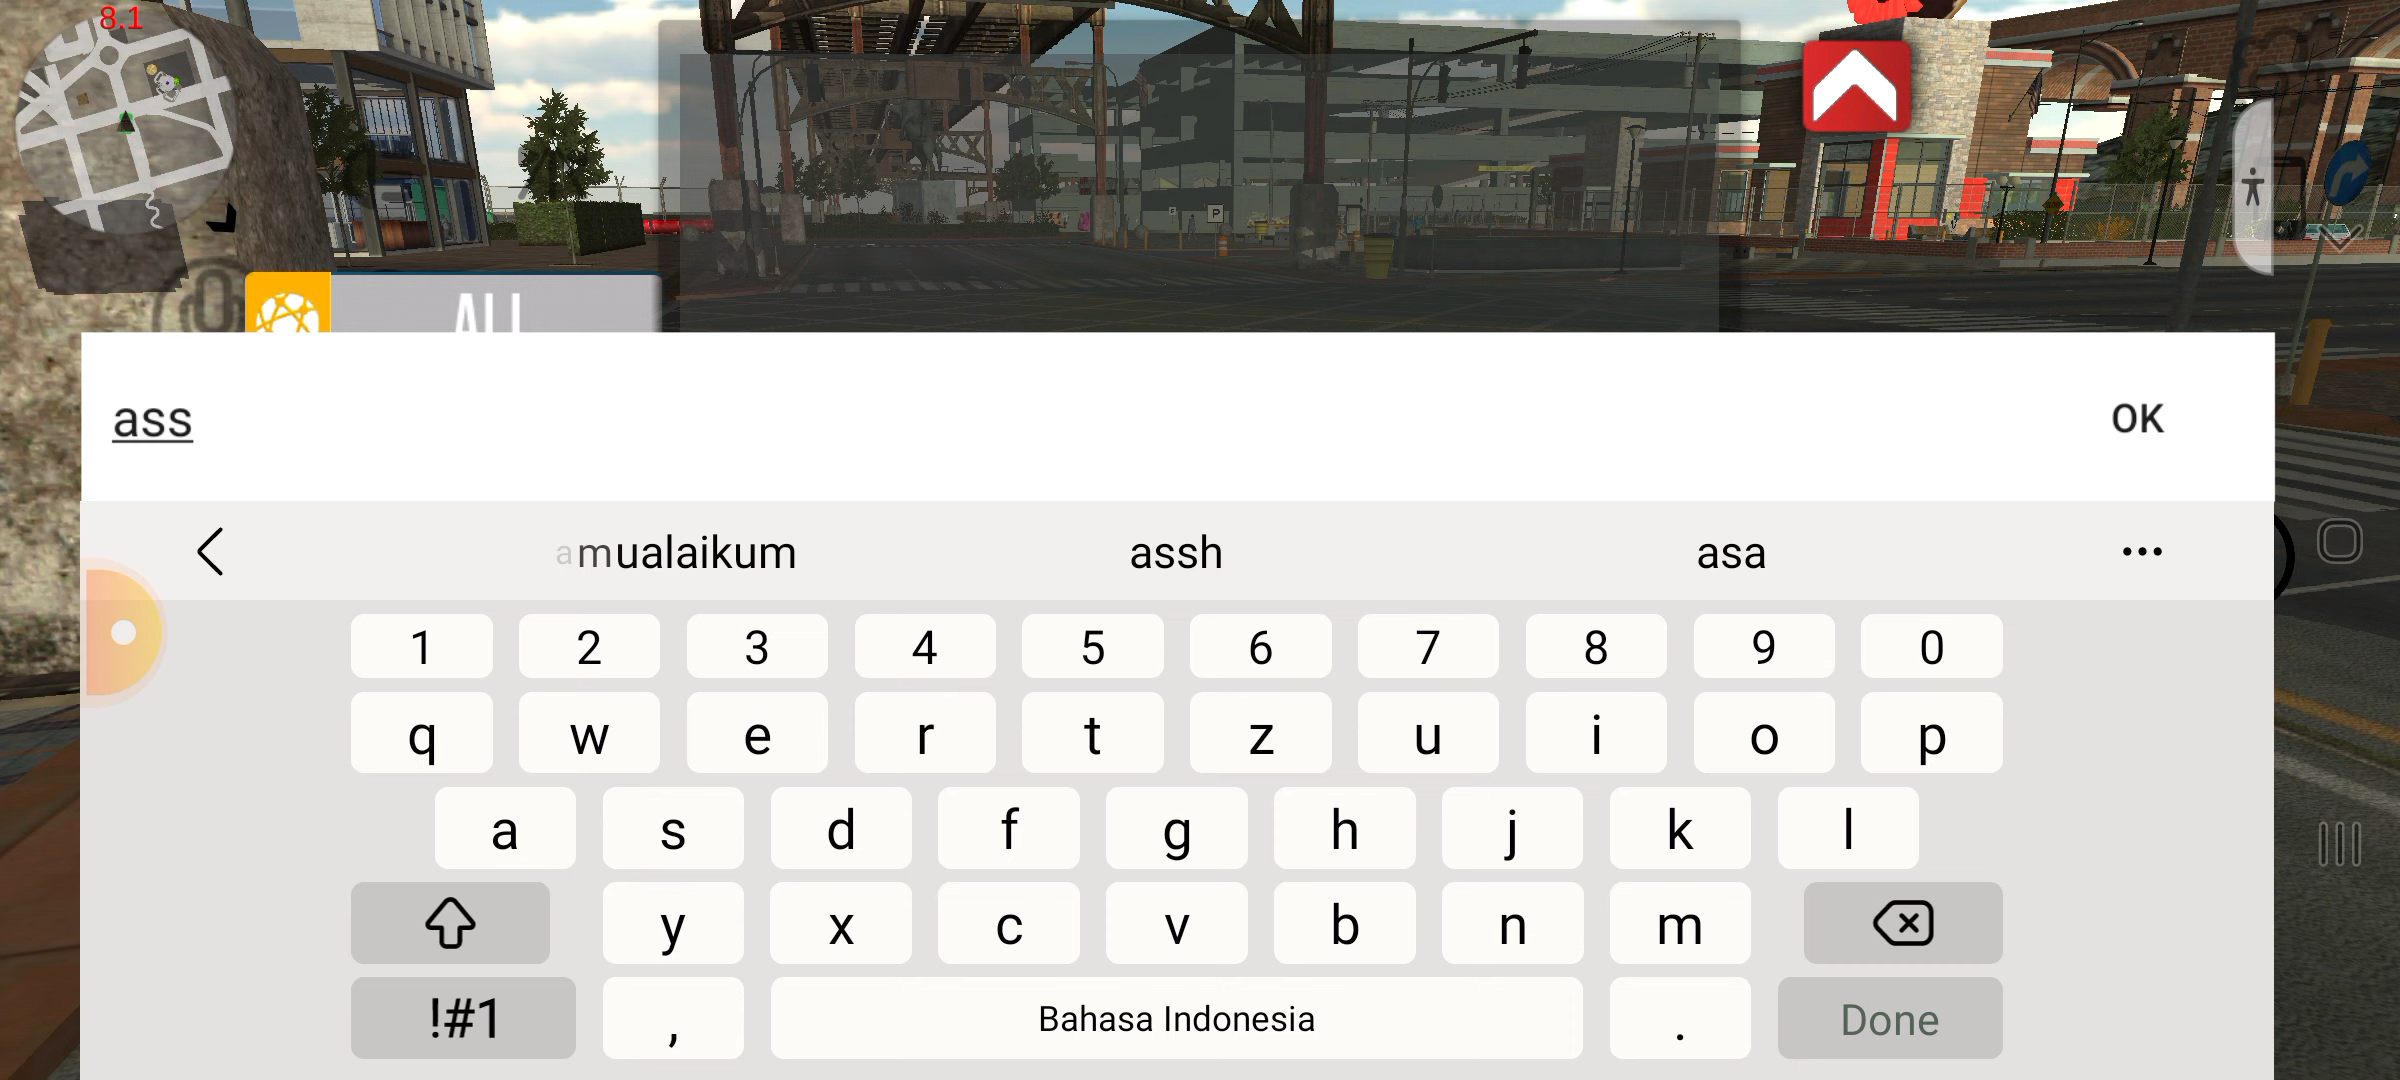 8.1
ALL
P
ass
OK
amualaikum assh asa
1 2 3 4 5 6 7 8 9 0
q w e r t z u i o p
a s d f g h j k l
y x c v b n m
!#1 , Bahasa Indonesia . Done